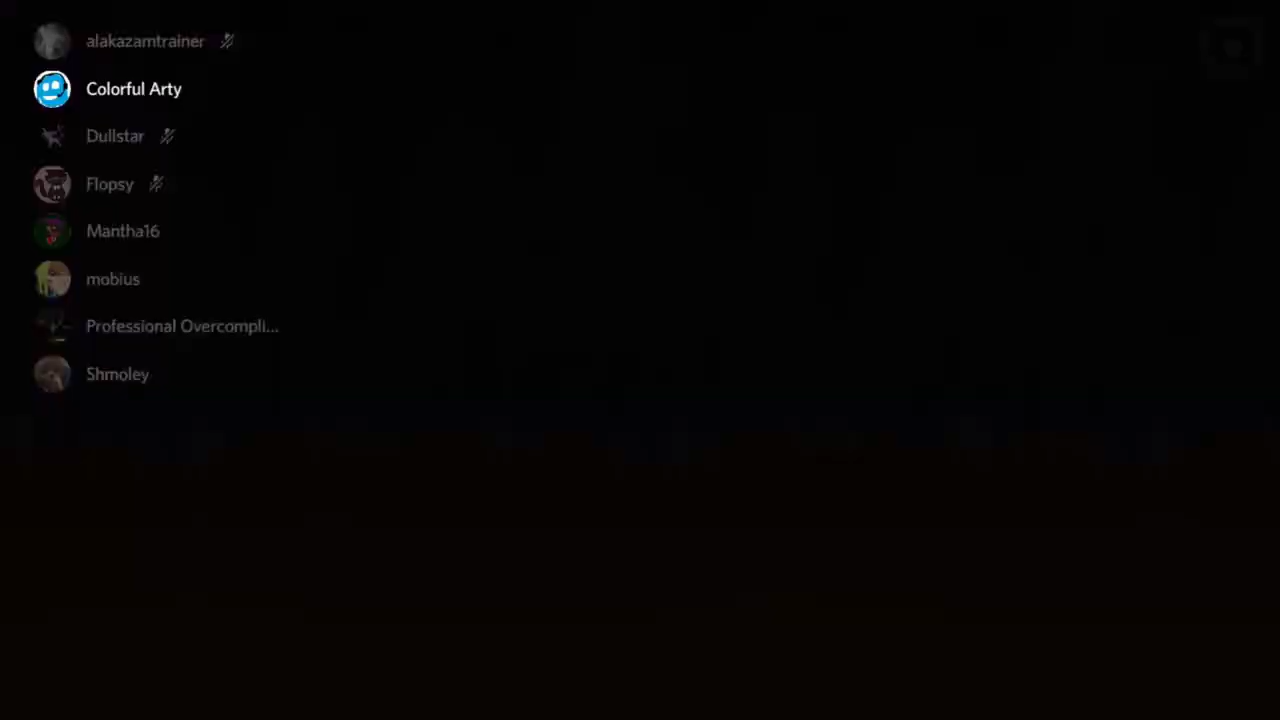 alakazamtrainer
Colorful Arty
Dullstar
Flopsy
Mantha16
mobius
Professional Overcompli...
Shmoley